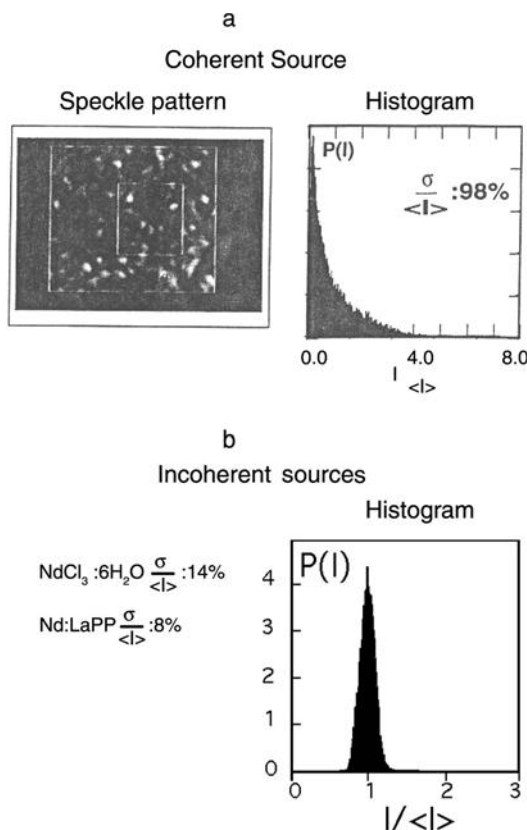 a
Coherent Source
Speckle pattern
Histogram
P(I)
σ/<I> :98%
0.0 4.0 8.0
I <I>
b
Incoherent sources
Histogram
NdCl₃ :6H₂O σ/<I> :14%
Nd:LaPP σ/<I> :8%
P(I)
4
3
2
1
0
0 1 2 3
I/<I>